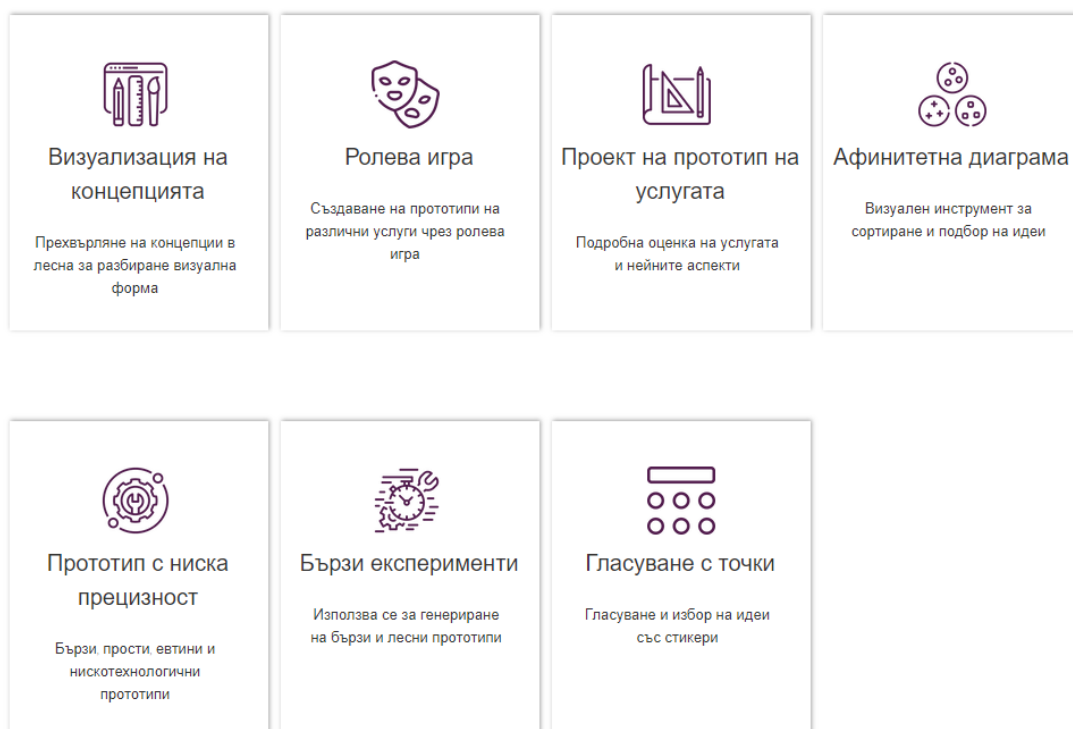 Визуализация на
концепцията
Прехвърляне на концепции в
лесна за разбиране визуална
форма
Ролева игра
Създаване на прототипи на
различни услуги чрез ролева
игра
Проект на прототип на
услугата
Подробна оценка на услугата
и нейните аспекти
Афинитетна диаграма
Визуален инструмент за
сортиране и подбор на идеи
Прототип с ниска
прецизност
Бързи, прости, евтини и
нискотехнологични
прототипи
Бързи експерименти
Използва се за генериране
на бързи и лесни прототипи
Гласуване с точки
Гласуване и избор на идеи
със стикери